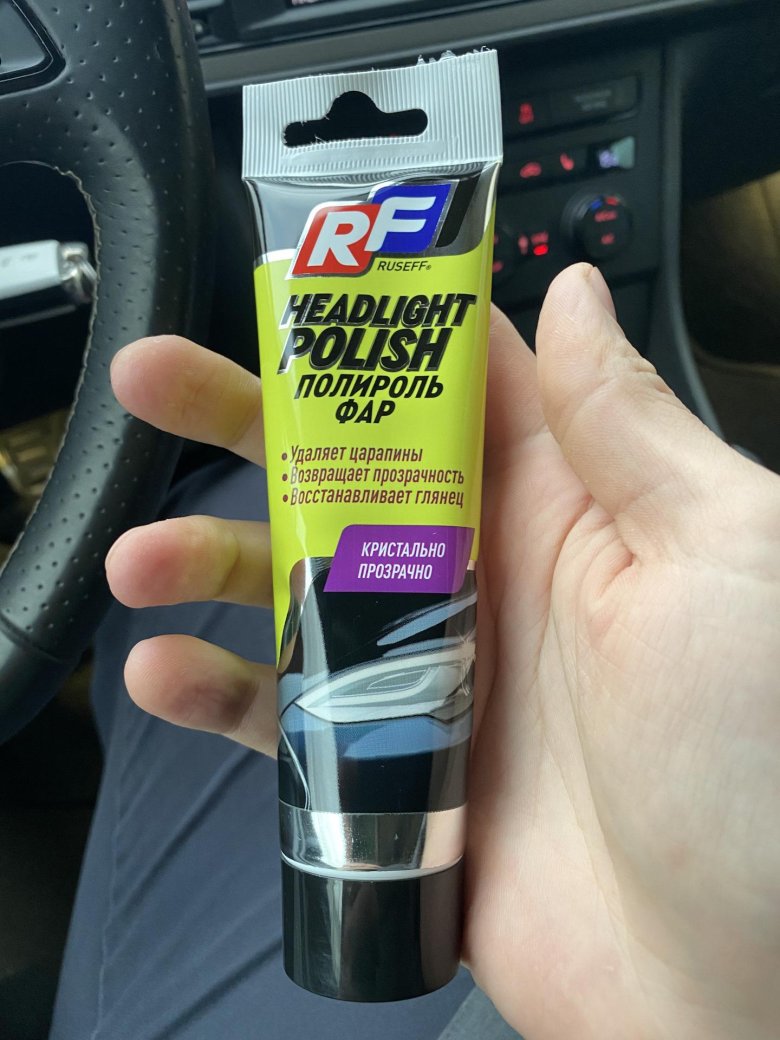 RF
RUSEFF®
HEADLIGHT
POLISH
ПОЛИРОЛЬ
ФАР
•Удаляет царапины
•Возвращает прозрачность
•Восстанавливает глянец
КРИСТАЛЬНО
ПРОЗРАЧНО